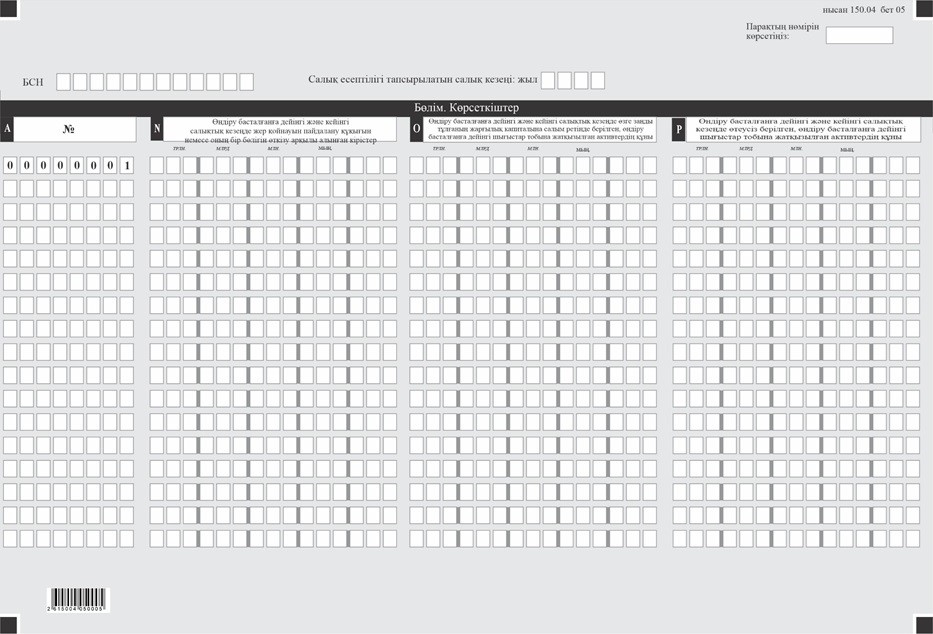 нысан 150.04 бет 05
Парақтың нөмірін
көрсетіңіз:
БСН
Салық есептілігі тапсырылатын салық кезеңі: жыл
Бөлім. Көрсеткіштер
A №
N Өндіру басталғанға дейінгі және кейінгі
салықтық кезеңде жер қойнауын пайдалану құқығын
немесе оның бір бөлігін өткізу арқылы алынған кірістер
O Өндіру басталғанға дейінгі және кейінгі салықтық кезеңде өзге заңды
тұлғаның жарғылық капиталына салым ретінде берілген, өндіру
басталғанға дейінгі шығыстар тобына жатқызылған активтердің құны
P Өндіру басталғанға дейінгі және кейінгі салықтық
кезеңде өтеусіз берілген, өндіру басталғанға дейінгі
шығыстар тобына жатқызылған активтердің құны
ТРЛН МЛРД МЛН МЫҢ ТРЛН МЛРД МЛН МЫҢ ТРЛН МЛРД МЛН МЫҢ
0 0 0 0 0 0 0 1
2 615004 050005